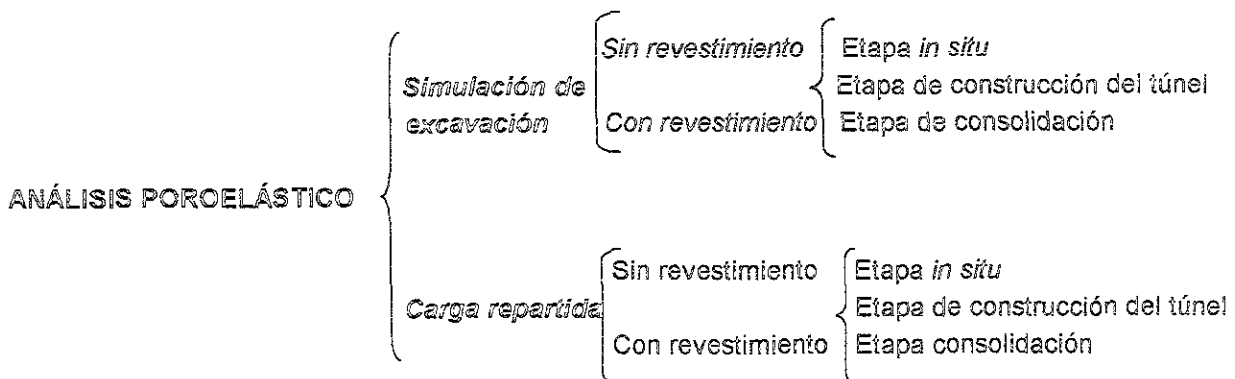 Sin revestimiento
Etapa in situ
Simulación de
excavación
Etapa de construcción del túnel
Con revestimiento
Etapa de consolidación
ANÁLISIS POROELÁSTICO
Sin revestimiento
Etapa in situ
Carga repartida
Etapa de construcción del túnel
Con revestimiento
Etapa consolidación